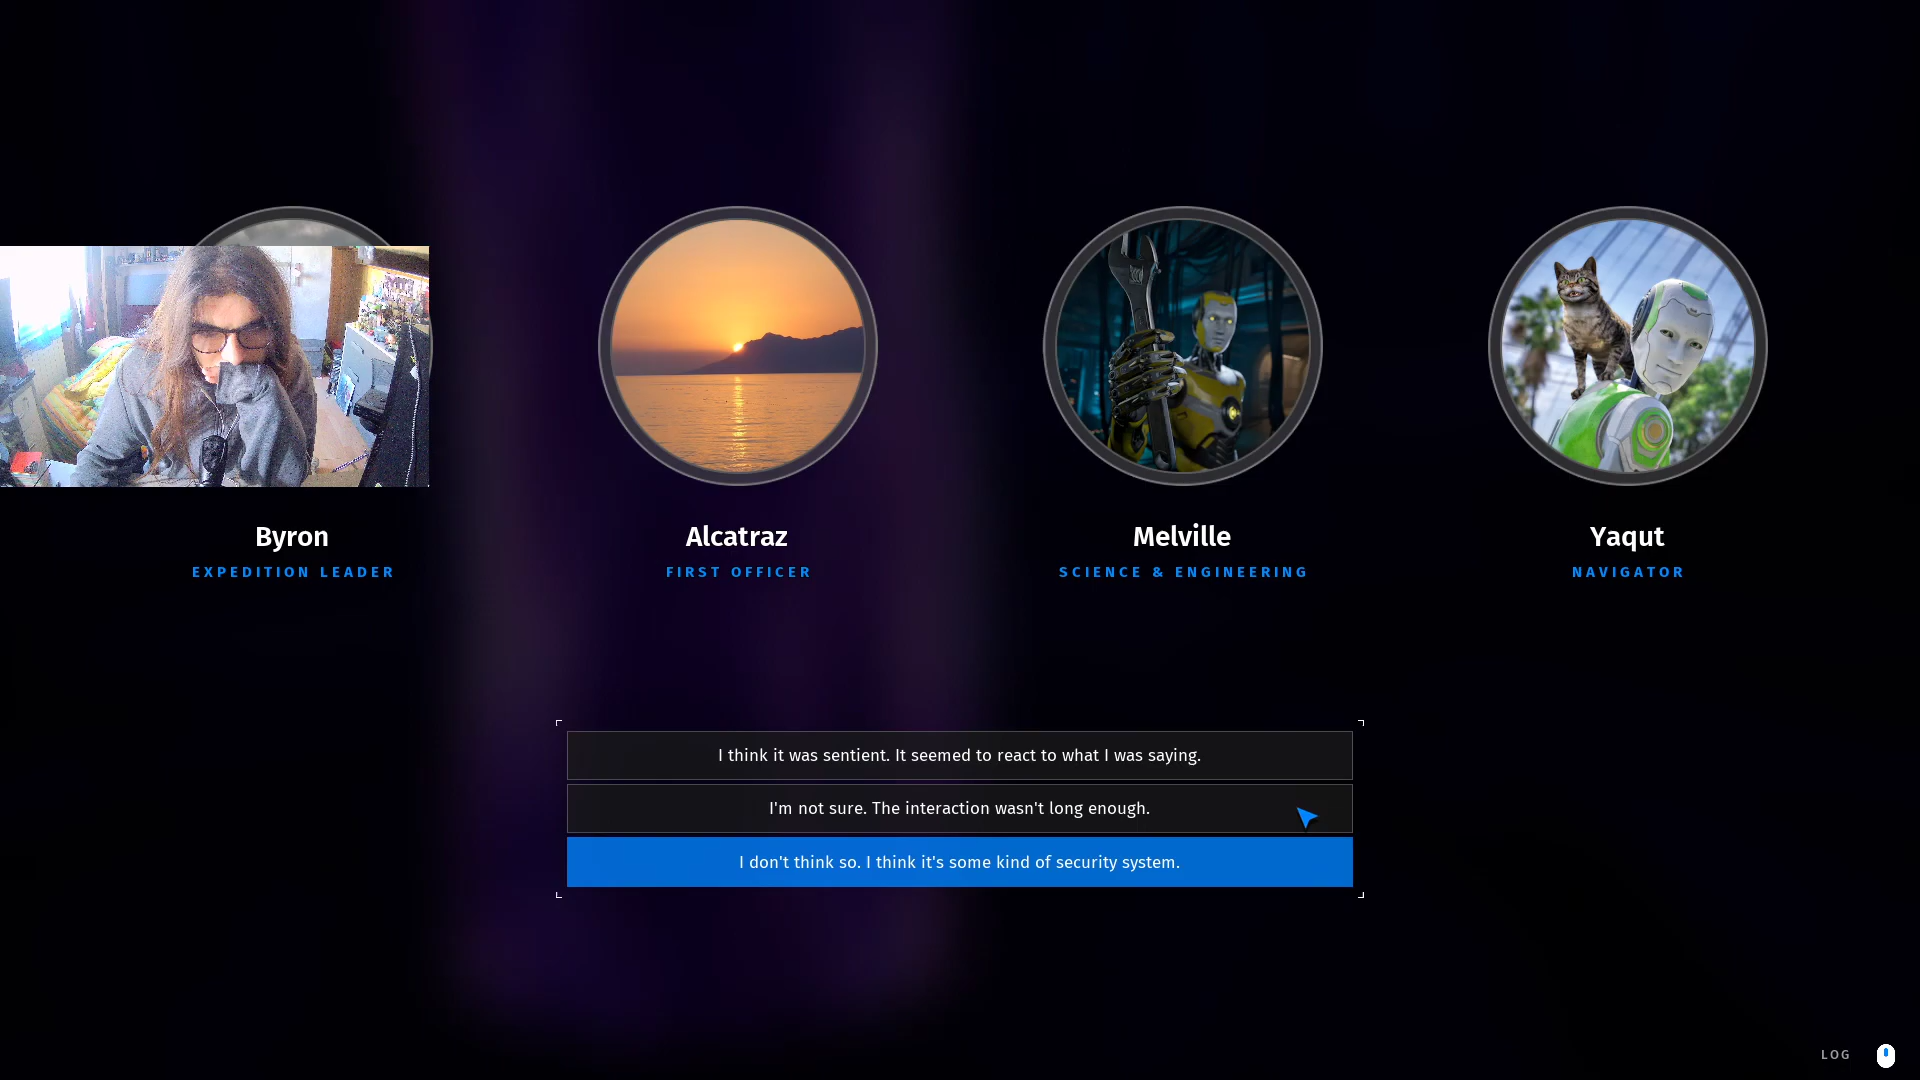 Byron
EXPEDITION LEADER
Alcatraz
FIRST OFFICER
Melville
SCIENCE & ENGINEERING
Yaqut
NAVIGATOR
I think it was sentient. It seemed to react to what I was saying.
I'm not sure. The interaction wasn't long enough.
I don't think so. I think it's some kind of security system.
LOG